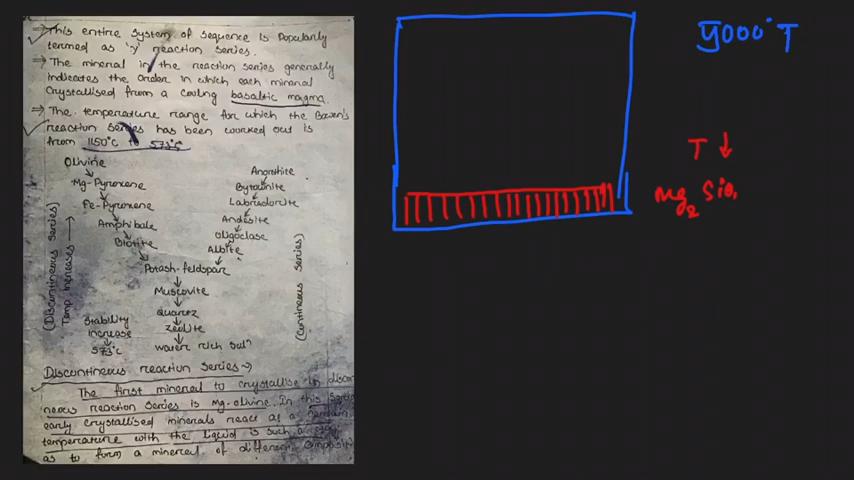 ⇒ This entire System of Sequence is Popularly
termed as 'Y' reaction series.
⇒ The mineral in the reaction series generally
indicates the order in which each mineral
crystallised from a cooling basaltic magma.
⇒ The temperature range for which the Bowen's
reaction series has been worked out is
from 1150°C to 573°C
Olivine
Mg-Pyroxene
Fe-Pyroxene
Amphibole
Biotite
Anorthite
Bytownite
Labradorite
Andesite
Oligoclase
Albite
Potash-feldspar
Muscovite
Quartz
Zeolite
water rich Sol^n
(Discontinuous Series)
Temp increases →
(Continuous Series)
Stability
increase
573°C
Discontinuous reaction Series →
The first mineral to crystallise in discon
nuous reaction series is Mg-olivine. In this Series
early crystallised minerals react at a
temperature with the liquid is such a way
as to form a mineral of different
5000° T
T ↓
Mg2 SiO